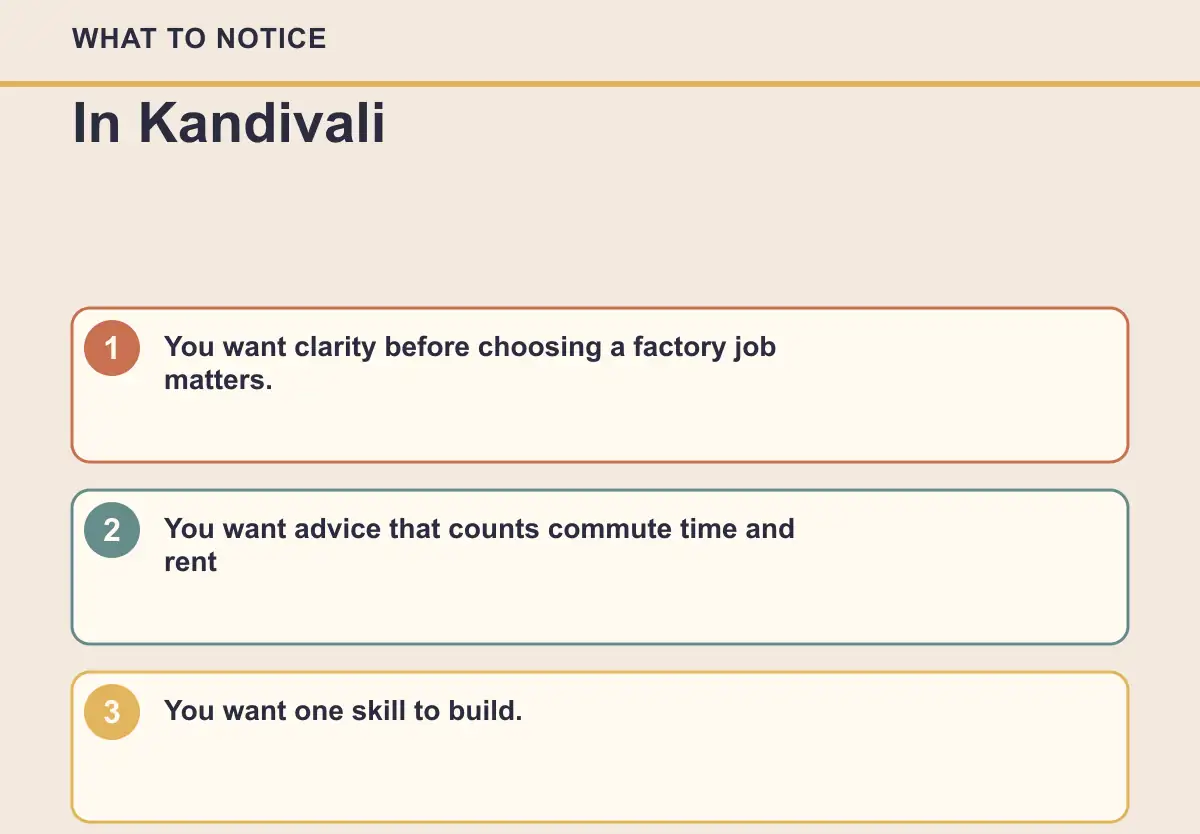 WHAT TO NOTICE
In Kandivali
1
You want clarity before choosing a factory job
matters.
2
You want advice that counts commute time and
rent
3
You want one skill to build.